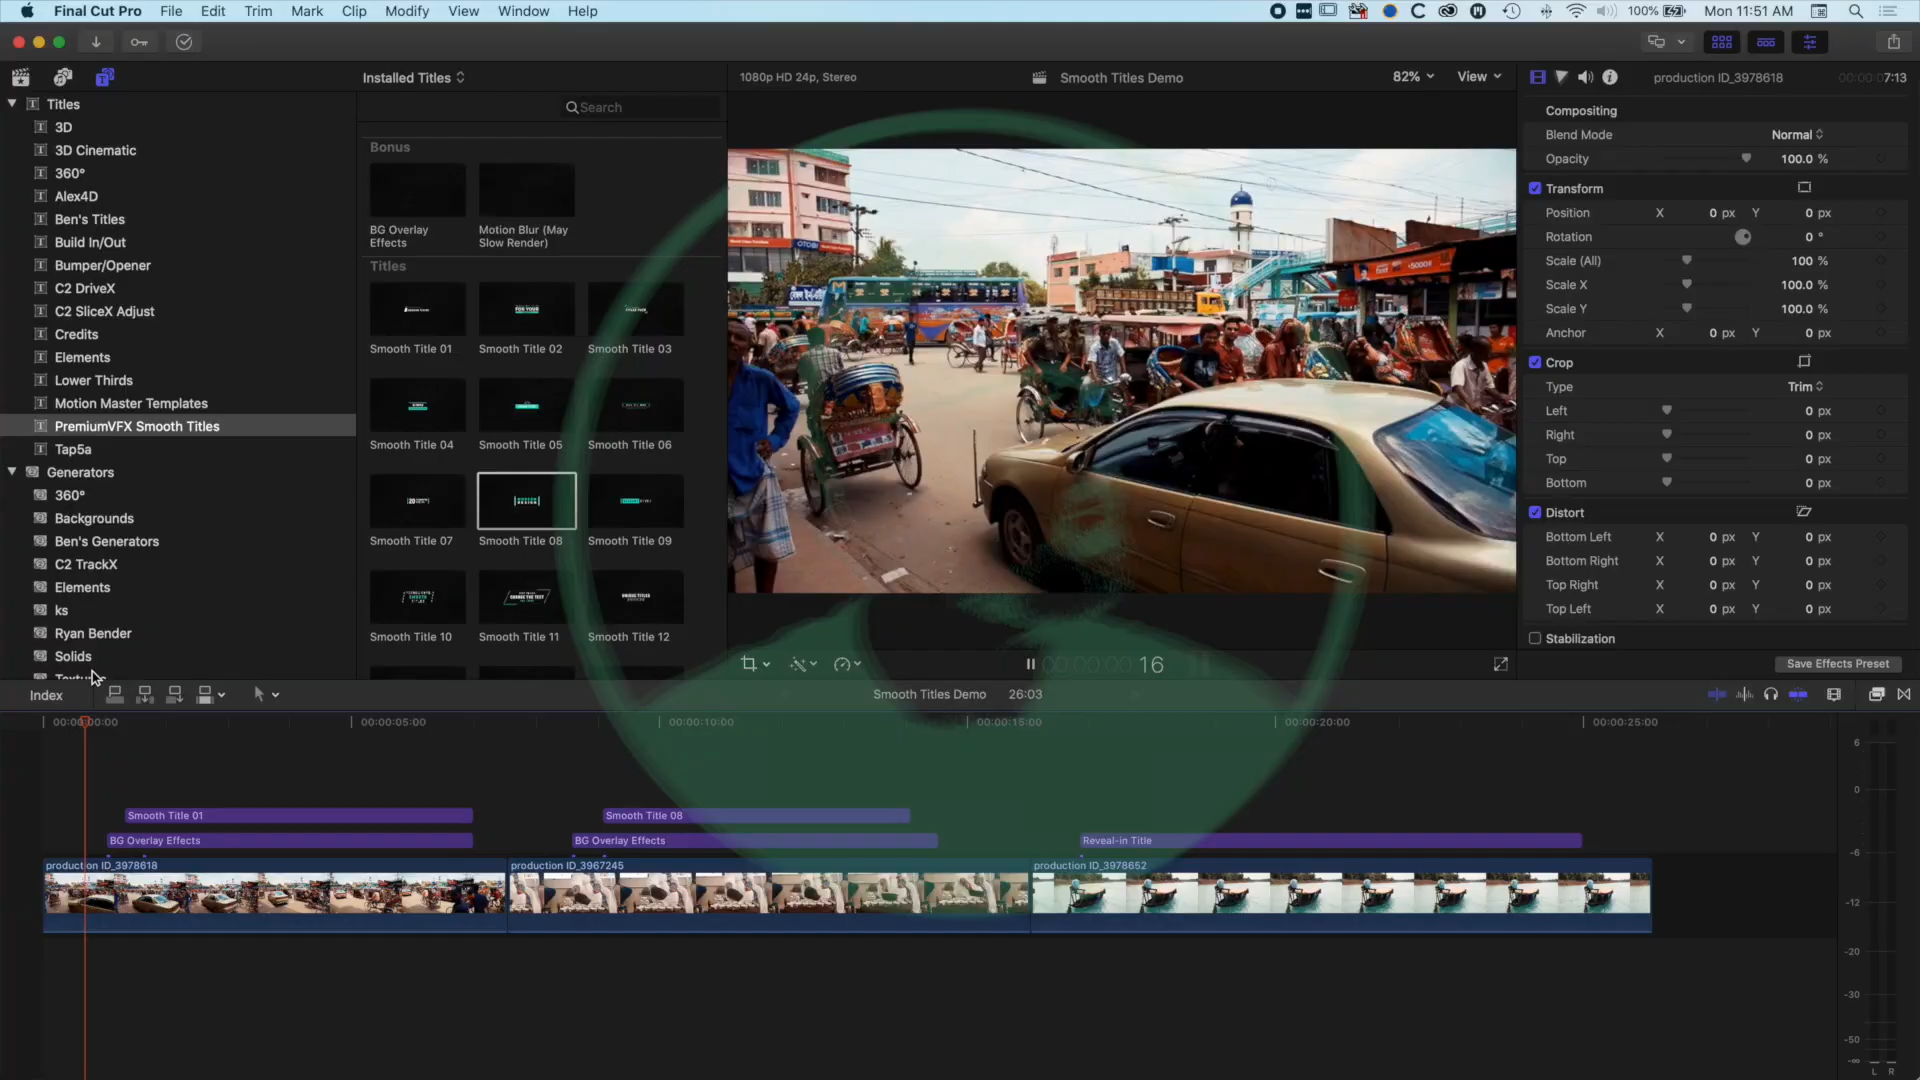 Final Cut Pro File Edit Trim Mark Clip Modify View Window Help
100% Mon 11:51 AM
Installed Titles
1080p HD 24p, Stereo
Smooth Titles Demo
82% View
production ID_3978618
7:13
Search
Titles
3D
3D Cinematic
360°
Alex4D
Ben's Titles
Build In/Out
Bumper/Opener
C2 DriveX
C2 SliceX Adjust
Credits
Elements
Lower Thirds
Motion Master Templates
PremiumVFX Smooth Titles
Tap5a
Generators
360°
Backgrounds
Ben's Generators
C2 TrackX
Elements
ks
Ryan Bender
Solids
Bonus
BG Overlay Effects
Motion Blur (May Slow Render)
Titles
Smooth Title 01
Smooth Title 02
Smooth Title 03
Smooth Title 04
Smooth Title 05
Smooth Title 06
Smooth Title 07
Smooth Title 08
Smooth Title 09
Smooth Title 10
Smooth Title 11
Smooth Title 12
Compositing
Blend Mode Normal
Opacity 100.0 %
Transform
Position X 0 px Y 0 px
Rotation 0 °
Scale (All) 100 %
Scale X 100.0 %
Scale Y 100.0 %
Anchor X 0 px Y 0 px
Crop
Type Trim
Left 0 px
Right 0 px
Top 0 px
Bottom 0 px
Distort
Bottom Left X 0 px Y 0 px
Bottom Right X 0 px Y 0 px
Top Right X 0 px Y 0 px
Top Left X 0 px Y 0 px
Stabilization
Save Effects Preset
00:00:00:00 16
Index
Smooth Titles Demo 26:03
00:00:00:00 00:00:05:00 00:00:10:00 00:00:15:00 00:00:20:00 00:00:25:00
Smooth Title 01
Smooth Title 08
BG Overlay Effects
BG Overlay Effects
Reveal-in Title
production ID_3978618
production ID_3967245
production ID_3978652
6
0
-6
-12
-20
-30
-50
-∞
L R